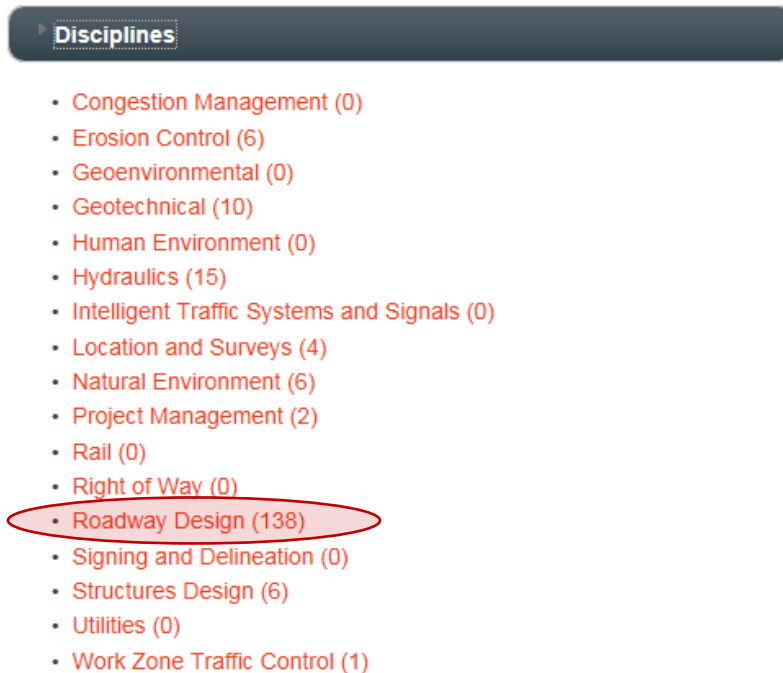 Disciplines
• Congestion Management (0)
• Erosion Control (6)
• Geoenvironmental (0)
• Geotechnical (10)
• Human Environment (0)
• Hydraulics (15)
• Intelligent Traffic Systems and Signals (0)
• Location and Surveys (4)
• Natural Environment (6)
• Project Management (2)
• Rail (0)
• Right of Way (0)
• Roadway Design (138)
• Signing and Delineation (0)
• Structures Design (6)
• Utilities (0)
• Work Zone Traffic Control (1)